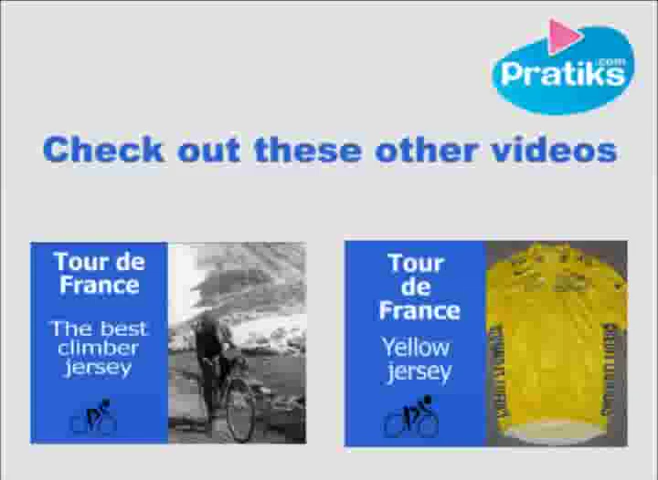 Pratiks.com
Check out these other videos
Tour de
France
The best
climber
jersey
Tour
de
France
Yellow
jersey